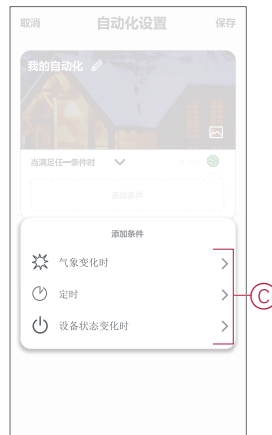 取消 自动化设置 保存
我的自动化
当满足任一条件时
添加条件
添加条件
气象变化时
定时
设备状态变化时
C